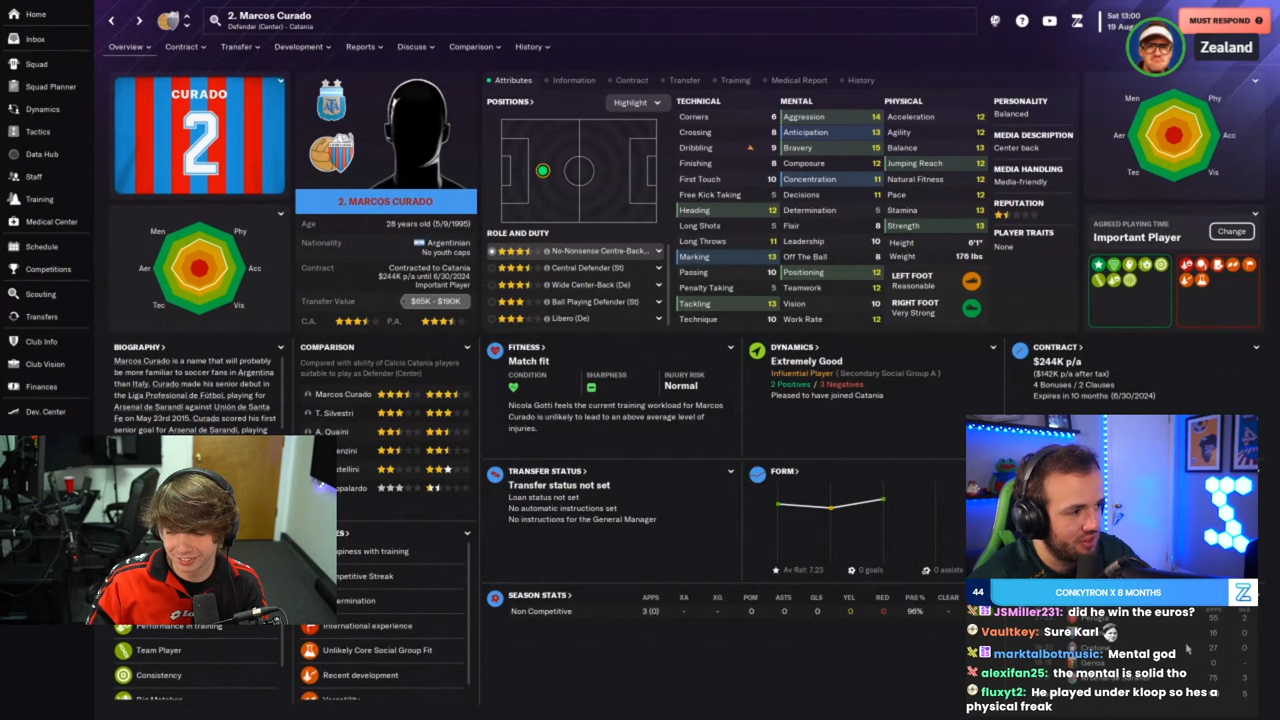 Home
Inbox
Squad
Squad Planner
Dynamics
Tactics
Data Hub
Staff
Training
Medical Center
Schedule
Competitions
Scouting
Transfers
Club Info
Club Vision
Finances
Dev. Center
2. Marcos Curado
Defender (Center) - Catania
Sat 13:00
19 Aug
MUST RESPOND
Zealand
Overview
Contract
Transfer
Development
Reports
Discuss
Comparison
History
CURADO
2
2. MARCOS CURADO
Age
28 years old (5/9/1995)
Nationality
Argentinian
No youth caps
Contract
Contracted to Catania
$244K p/a until 6/30/2024
Important Player
Transfer Value
$65K - $190K
C.A.
P.A.
Men
Phy
Aer
Acc
Tec
Vis
Attributes
Information
Contract
Transfer
Training
Medical Report
History
POSITIONS
Highlight
ROLE AND DUTY
No-Nonsense Centre-Back...
Central Defender (St)
Wide Center-Back (De)
Ball Playing Defender (St)
Libero (De)
TECHNICAL
Corners 6
Crossing 8
Dribbling 9
Finishing 8
First Touch 10
Free Kick Taking 5
Heading 12
Long Shots 5
Long Throws 11
Marking 13
Passing 10
Penalty Taking 5
Tackling 13
Technique 10
MENTAL
Aggression 14
Anticipation 13
Bravery 15
Composure 12
Concentration 11
Decisions 11
Determination 5
Flair 8
Leadership 10
Off The Ball 8
Positioning 12
Teamwork 12
Vision 10
Work Rate 12
PHYSICAL
Acceleration 12
Agility 12
Balance 13
Jumping Reach 12
Natural Fitness 12
Pace 12
Stamina 13
Strength 13
Height 6'1"
Weight 176 lbs
LEFT FOOT
Reasonable
RIGHT FOOT
Very Strong
PERSONALITY
Balanced
MEDIA DESCRIPTION
Center back
MEDIA HANDLING
Media-friendly
REPUTATION
PLAYER TRAITS
None
Men
Phy
Aer
Acc
Tec
Vis
AGREED PLAYING TIME
Important Player
Change
BIOGRAPHY
Marcos Curado is a name that will probably
be more familiar to soccer fans in Argentina
than Italy. Curado made his senior debut in
the Liga Profesional de Fútbol, playing for
Arsenal de Sarandí against Unión de Santa
Fe on May 23rd 2015. Curado scored his first
senior goal for Arsenal de Sarandí, playing
COMPARISON
Compared with ability of Calcio Catania players
suitable to play as Defender (Center)
Marcos Curado
T. Silvestri
A. Quaini
enzini
stellini
ppalardo
FITNESS
Match fit
CONDITION
SHARPNESS
INJURY RISK
Normal
Nicola Gotti feels the current training workload for Marcos
Curado is unlikely to lead to an above average level of
injuries.
DYNAMICS
Extremely Good
Influential Player (Secondary Social Group A)
2 Positives / 3 Negatives
Pleased to have joined Catania
CONTRACT
$244K p/a
($142K p/a after tax)
4 Bonuses / 2 Clauses
Expires in 10 months (6/30/2024)
TRANSFER STATUS
Transfer status not set
Loan status not set
No automatic instructions set
No instructions for the General Manager
FORM
Av Rat: 7.23
0 goals
0 assists
SEASON STATS
APPS XA XG POM ASTS GLS YEL RED PAS % CLEAR
Non Competitive 3 (0) - - 0 0 0 0 0 96% -
ES
ppiness with training
mpetitive Streak
ermination
Performance in training
International experience
Team Player
Unlikely Core Social Group Fit
Consistency
Recent development
44
CONKYTRON X 8 MONTHS
JSMiller231: did he win the euros?
Vaultkey: Sure Karl
marktalbotmusic: Mental god
alexifan25: the mental is solid tho
fluxyt2: He played under kloop so hes a
physical freak